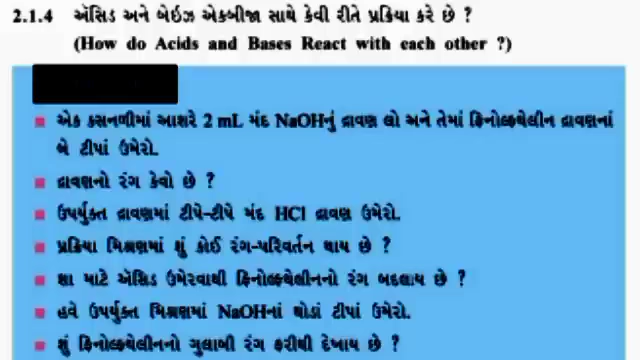 2.1.4 ઍસિડ અને બેઇઝ એકબીજા સાથે કેવી રીતે પ્રક્રિયા કરે છે ?
(How do Acids and Bases React with each other ?)
એક કસનળીમાં આશરે 2 mL મંદ NaOHનું દ્રાવણ લો અને તેમાં ફિનોલ્ફ્થેલીન દ્રાવણનાં
બે ટીપાં ઉમેરો.
દ્રાવણનો રંગ કેવો છે ?
ઉપર્યુક્ત દ્રાવણમાં ટીપે-ટીપે મંદ HCl દ્રાવણ ઉમેરો.
પ્રક્રિયા મિશ્રણમાં શું કોઈ રંગ-પરિવર્તન થાય છે ?
શા માટે ઍસિડ ઉમેરવાથી ફિનોલ્ફ્થેલીનનો રંગ બદલાય છે ?
હવે ઉપર્યુક્ત મિશ્રણમાં NaOHનાં થોડાં ટીપાં ઉમેરો.
શું ફિનોલ્ફ્થેલીનનો ગુલાબી રંગ ફરીથી દેખાય છે ?